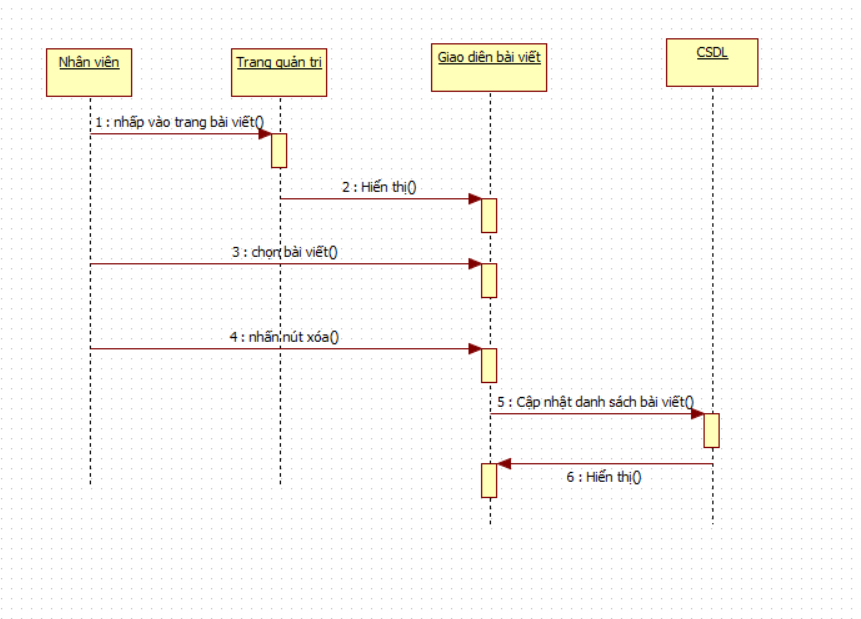 Nhân viên
Trang quản trị
Giao diên bài viết
CSDL
1 : nhấp vào trang bài viết()
2 : Hiển thị()
3 : chọn bài viết()
4 : nhấn nút xóa()
5 : Cập nhật danh sách bài viết()
6 : Hiển thị()